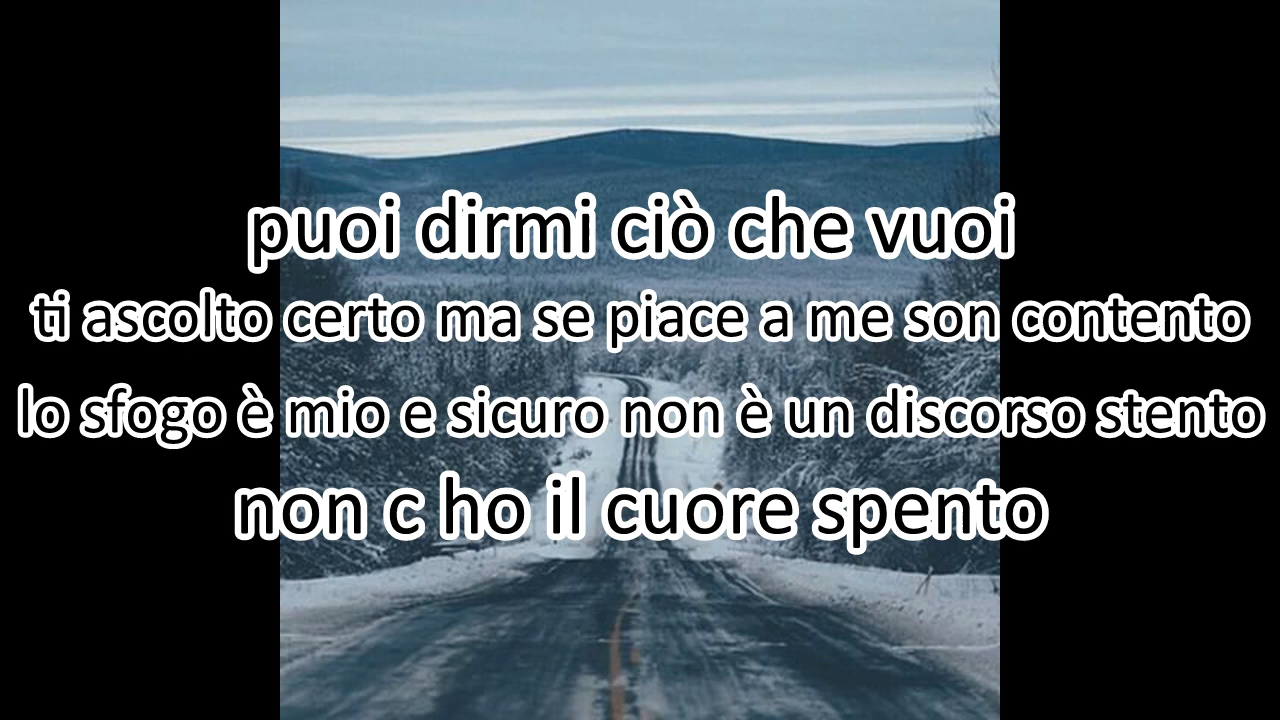 puoi dirmi ciò che vuoi
ti ascolto certo ma se piace a me son contento
lo sfogo è mio e sicuro non è un discorso stento
non c ho il cuore spento